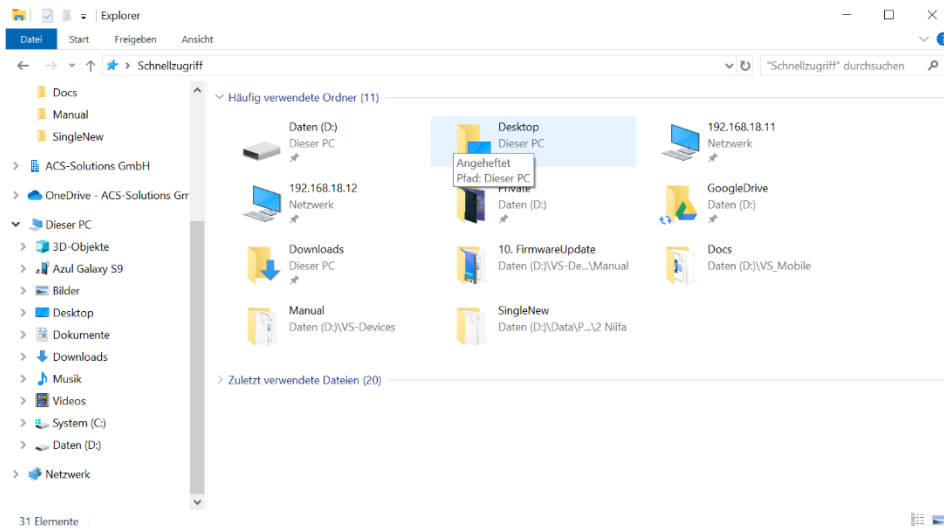 Explorer
Datei Start Freigeben Ansicht
Schnellzugriff
"Schnellzugriff" durchsuchen
Docs
Manual
SingleNew
ACS-Solutions GmbH
OneDrive - ACS-Solutions Gm
Dieser PC
3D-Objekte
Azul Galaxy S9
Bilder
Desktop
Dokumente
Downloads
Musik
Videos
System (C:)
Daten (D:)
Netzwerk
Häufig verwendete Ordner (11)
Daten (D:)
Dieser PC
Desktop
Dieser PC
192.168.18.11
Netzwerk
Angeheftet
Pfad: Dieser PC
192.168.18.12
Netzwerk
Private
Daten (D:)
GoogleDrive
Daten (D:)
Downloads
Dieser PC
10. FirmwareUpdate
Daten (D:)\VS-De...\Manual
Docs
Daten (D:)\VS_Mobile
Manual
Daten (D:)\VS-Devices
SingleNew
Daten (D:)\Data\P...\2 Niifa
Zuletzt verwendete Dateien (20)
31 Elemente